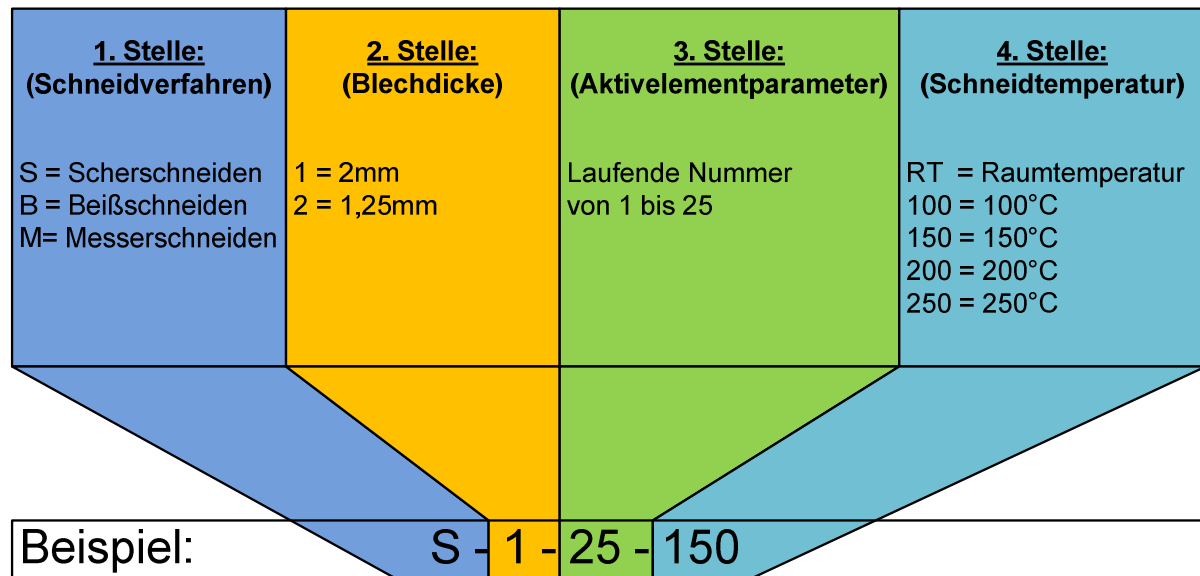 1. Stelle:
(Schneidverfahren)
S = Scherschneiden
B = Beißschneiden
M= Messerschneiden
2. Stelle:
(Blechdicke)
1 = 2mm
2 = 1,25mm
3. Stelle:
(Aktivelementparameter)
Laufende Nummer
von 1 bis 25
4. Stelle:
(Schneidtemperatur)
RT = Raumtemperatur
100 = 100°C
150 = 150°C
200 = 200°C
250 = 250°C
Beispiel: S - 1 - 25 - 150